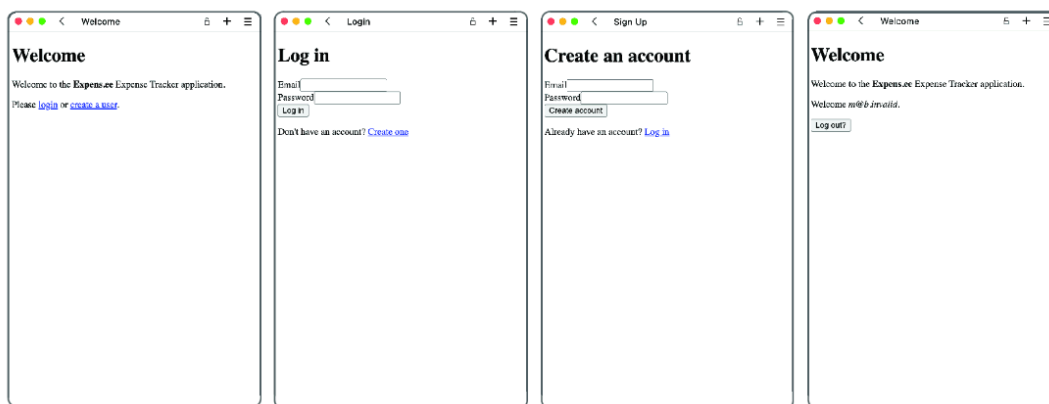 Welcome
Welcome
Welcome to the Expens.ee Expense Tracker application.
Please login or create a user.
Login
Log in
Email
Password
Log in
Don't have an account? Create one
Sign Up
Create an account
Email
Password
Create account
Already have an account? Log in
Welcome
Welcome
Welcome to the Expens.ee Expense Tracker application.
Welcome m@b.invalid.
Log out?